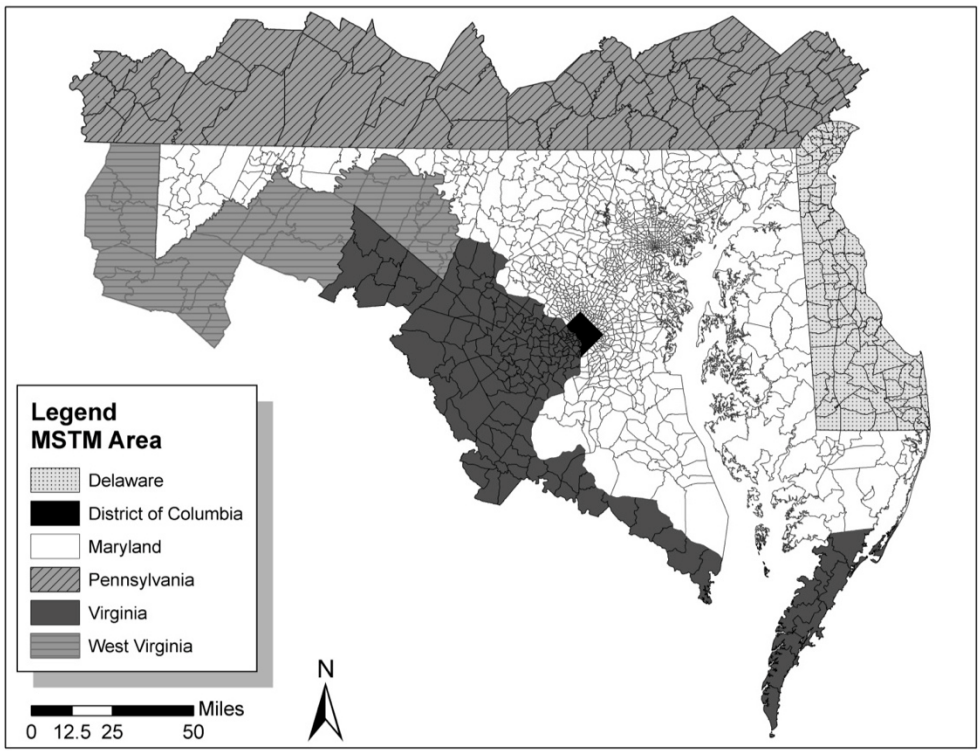 Legend
MSTM Area
Delaware
District of Columbia
Maryland
Pennsylvania
Virginia
West Virginia
N
Miles
0 12.5 25 50